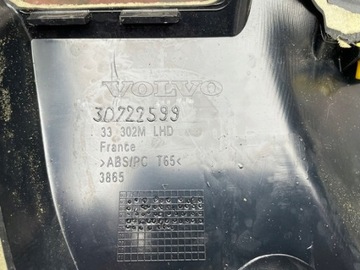 VOLVO
30722599
33 302M LHD
France
>ABS/PC T65<
3865